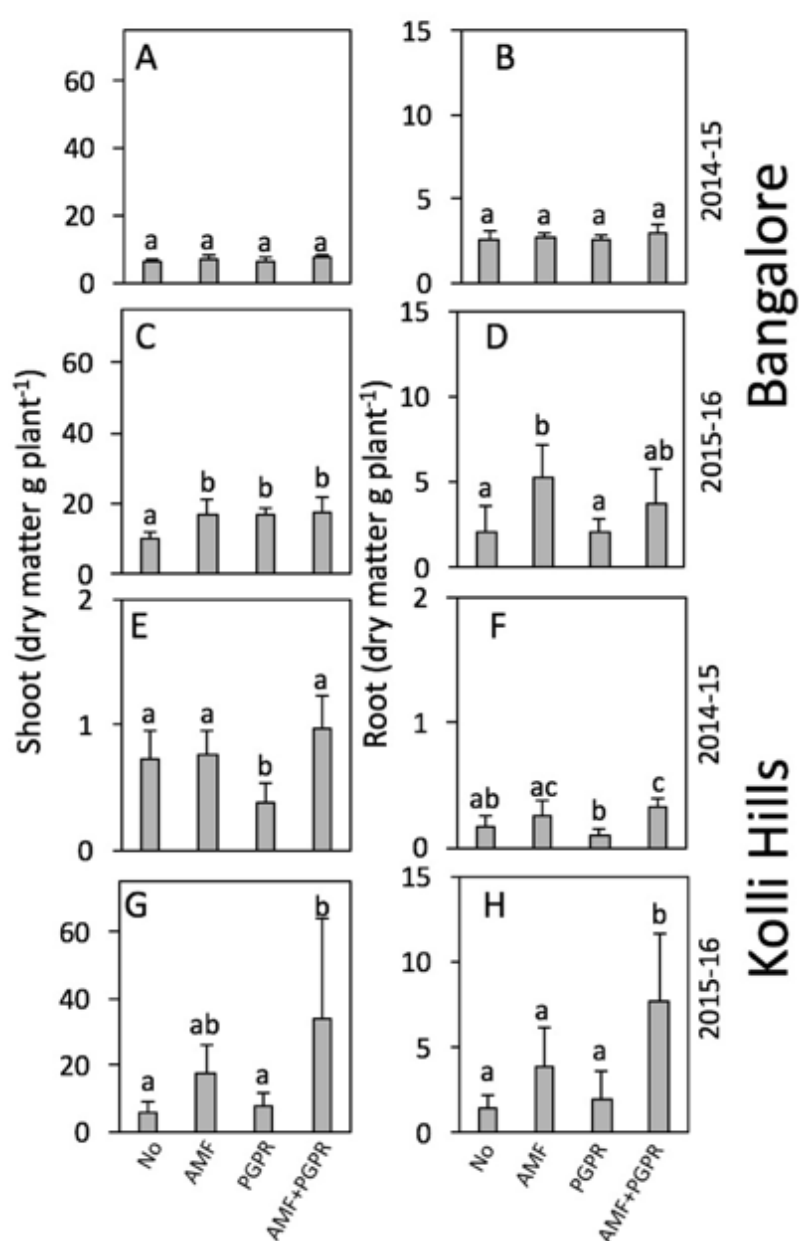 A
60
40
20
0
a a a a
B
15
10
5
0
a a a a
2014-15
C
60
40
20
0
a b b b
D
15
10
5
0
a b a ab
2015-16
Bangalore
Shoot (dry matter g plant-1)
Root (dry matter g plant-1)
E
2
1
0
a a b a
F
2
1
0
ab ac b c
2014-15
G
60
40
20
0
a ab a b
No AMF PGPR AMF+PGPR
H
15
10
5
0
a a a b
No AMF PGPR AMF+PGPR
2015-16
Kolli Hills